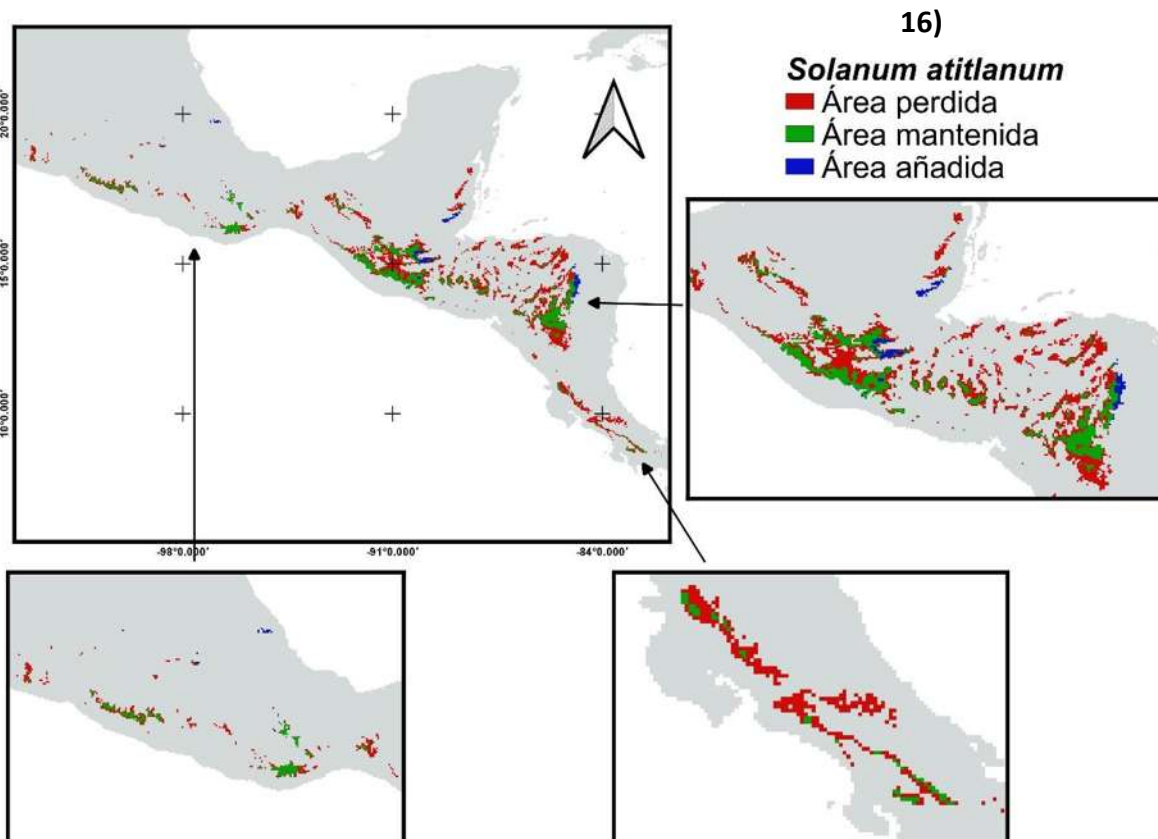 16)
Solanum atitlanum
Área perdida
Área mantenida
Área añadida
20°0.000'
15°0.000'
10°0.000'
-98°0.000'
-91°0.000'
-84°0.000'